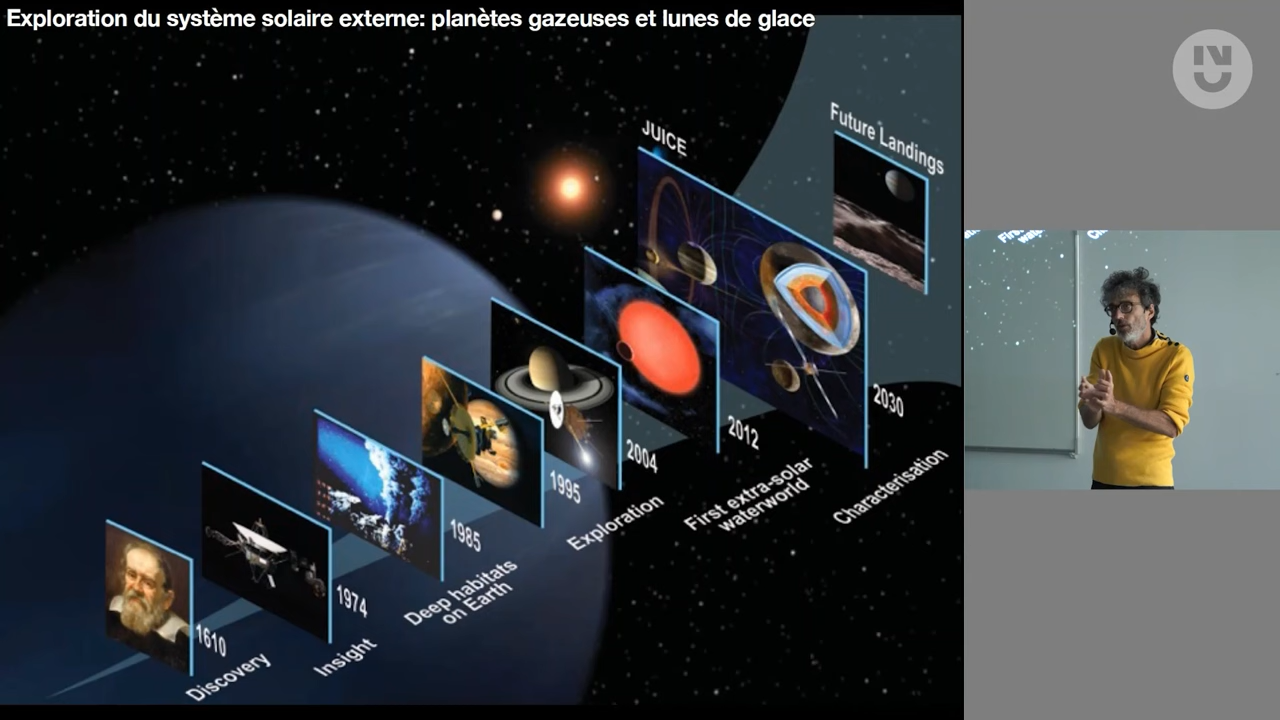 Exploration du système solaire externe: planètes gazeuses et lunes de glace
JUICE
Future Landings
2030
Characterisation
2012
First extra-solar
waterworld
2004
1995
Exploration
1985
Deep habitats
on Earth
1974
Insight
1610
Discovery